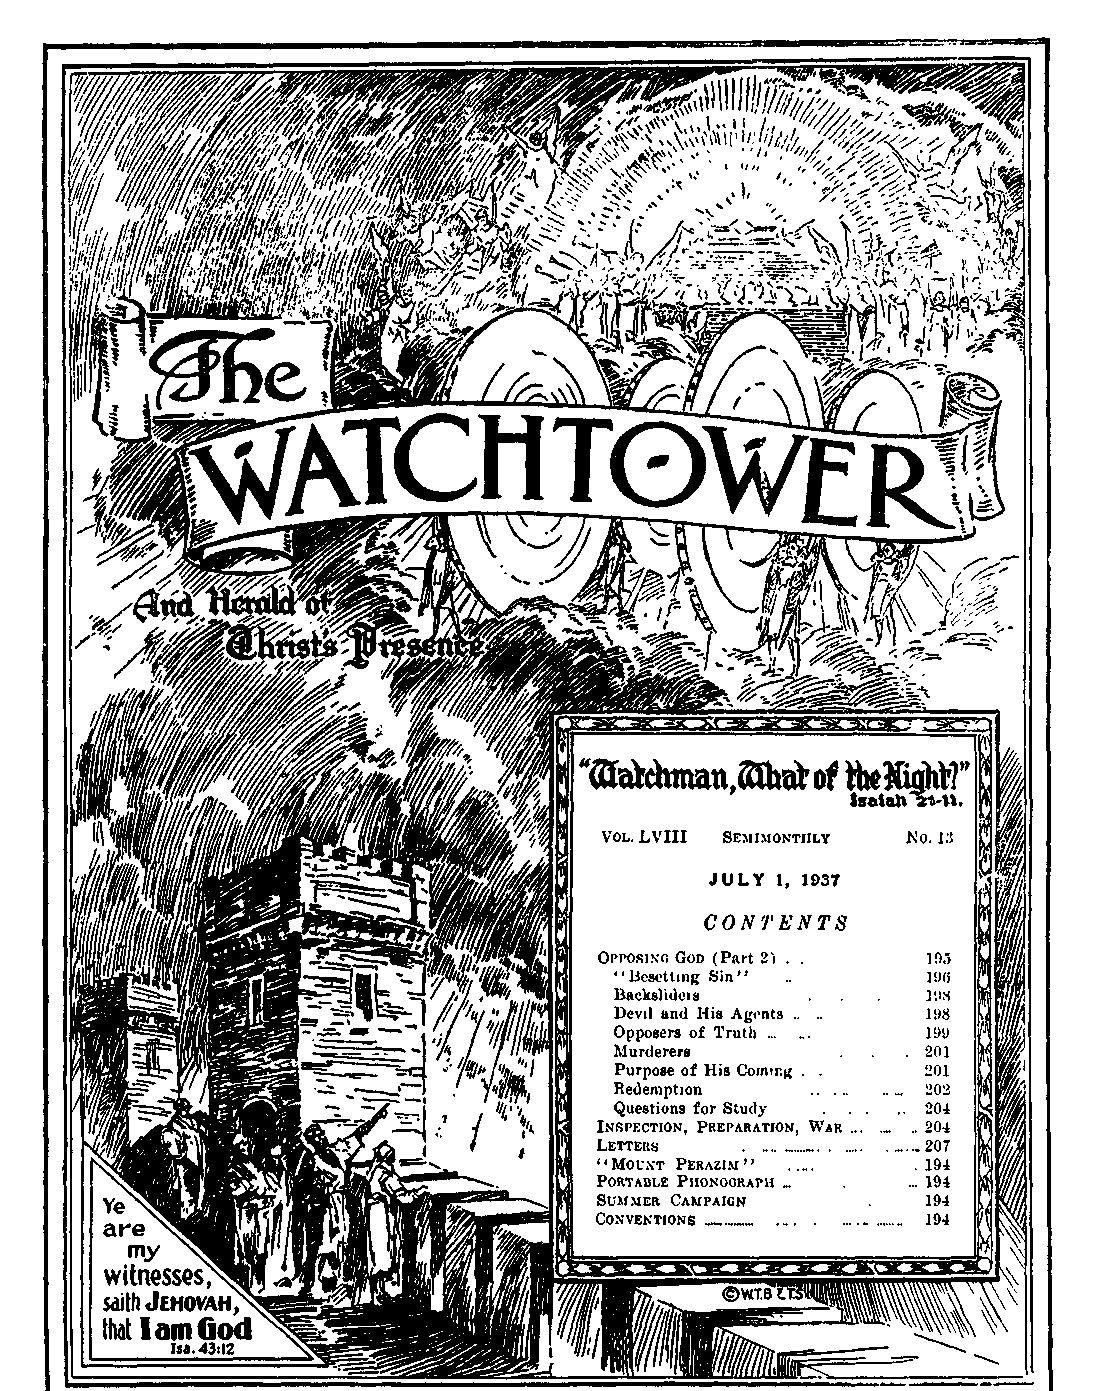 The
WATCHTOWER
And Herald of
Christ's Presence
"Watchman, What of the Night?"
Isaiah 21-11.
VOL. LVIII SEMIMONTHLY No. 13
JULY 1, 1937
CONTENTS
OPPOSING GOD (Part 2) . . 195
"Besetting Sin" .. 196
Backsliders . . . 198
Devil and His Agents .. .. 198
Opposers of Truth ... ... 199
Murderers . . . 201
Purpose of His Coming . . 201
Redemption .. .. .. ... 202
Questions for Study . . . .. 204
INSPECTION, PREPARATION, WAR ... ... .. 204
LETTERS . ... ........ .. . ..... ........ 207
"MOUNT PERAZIM" .... . 194
PORTABLE PHONOGRAPH ... . ... 194
SUMMER CAMPAIGN . 194
CONVENTIONS ............ .... . ...... ....... 194
©W.T.B.&T.S.
Ye
are
my
witnesses,
saith JEHOVAH,
that I am God
Isa. 43:12